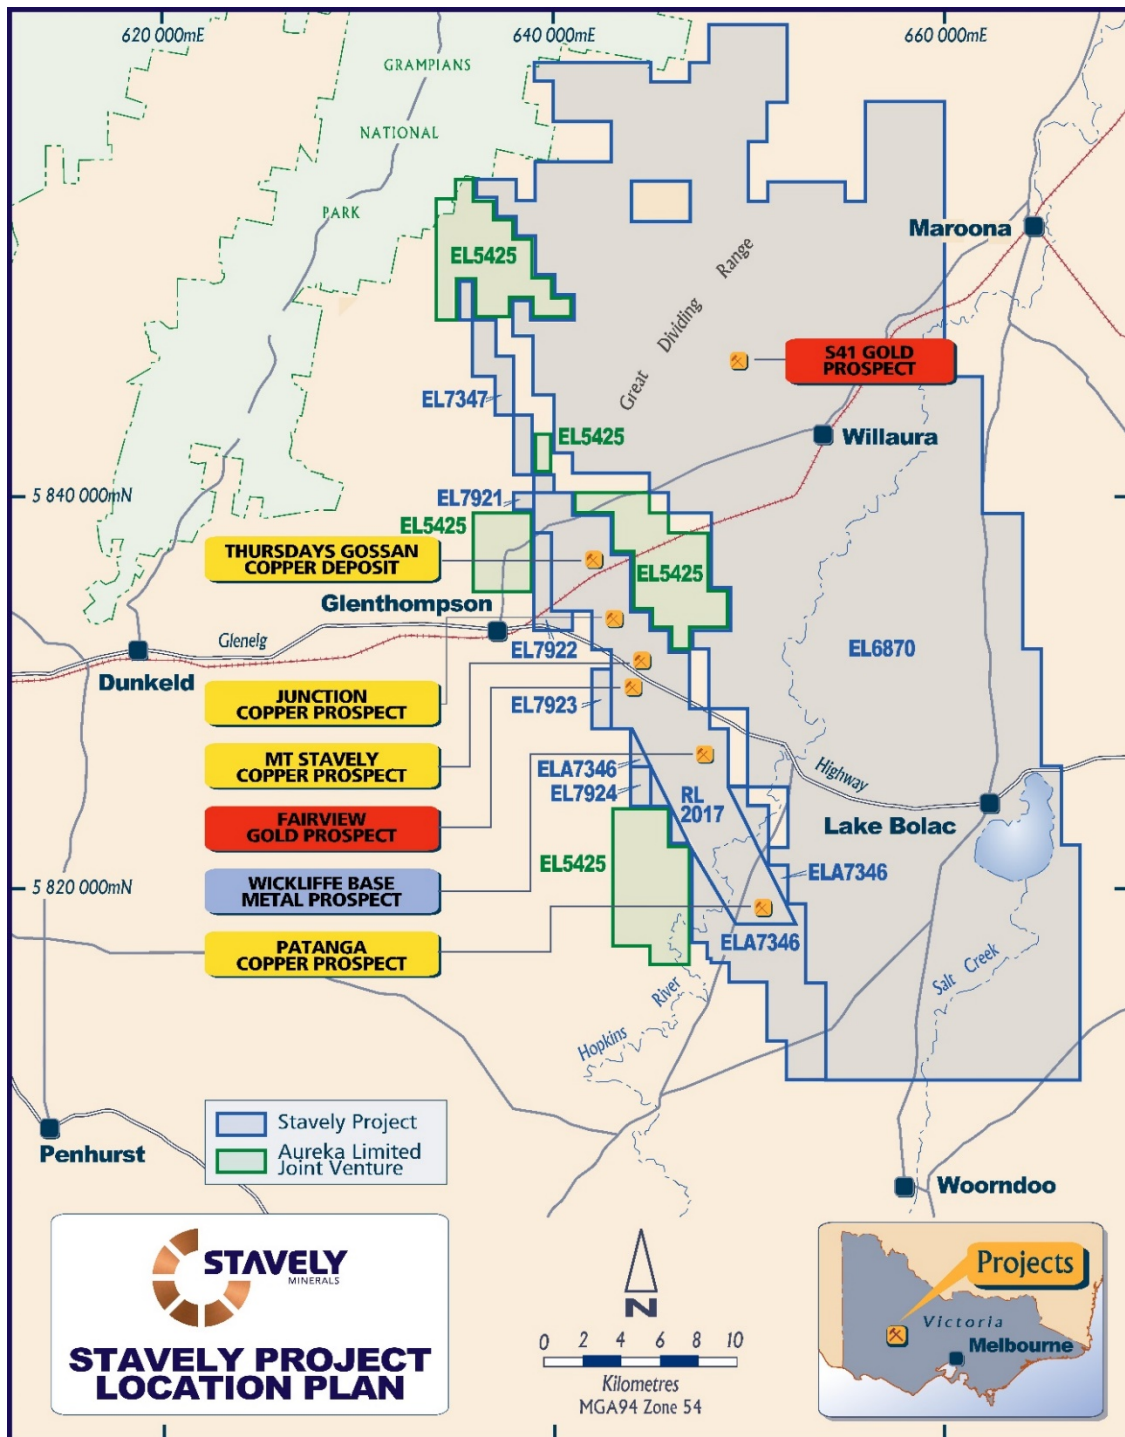 620 000mE
640 000mE
660 000mE
GRAMPIANS
NATIONAL
PARK
Maroona
EL5425
Great Dividing Range
S41 GOLD
PROSPECT
EL7347
EL5425
Willaura
5 840 000mN
EL7921
EL5425
THURSDAYS GOSSAN
COPPER DEPOSIT
EL5425
Glenthompson
Glenelg
EL7922
EL6870
Dunkeld
JUNCTION
COPPER PROSPECT
EL7923
MT STAVELY
COPPER PROSPECT
ELA7346
EL7924
RL
2017
Highway
FAIRVIEW
GOLD PROSPECT
Lake Bolac
EL5425
ELA7346
5 820 000mN
WICKLIFFE BASE
METAL PROSPECT
PATANGA
COPPER PROSPECT
ELA7346
Salt Creek
Hopkins River
Stavely Project
Aureka Limited
Joint Venture
Penhurst
Woorndoo
STAVELY
MINERALS
STAVELY PROJECT
LOCATION PLAN
N
0 2 4 6 8 10
Kilometres
MGA94 Zone 54
Projects
Victoria
Melbourne